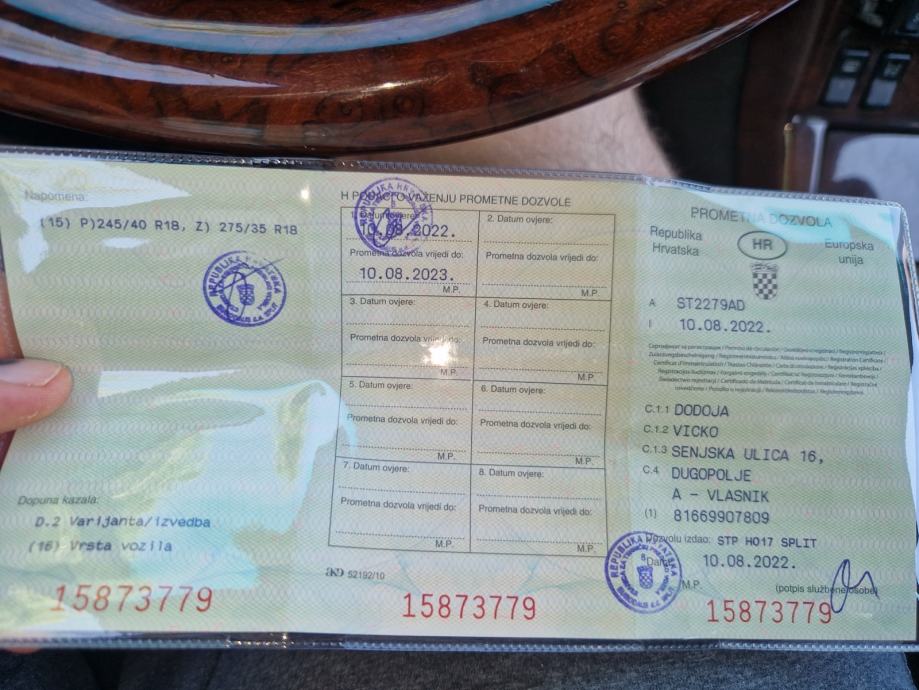 Napomena:
(15) P)245/40 R18, Z) 275/35 R18
Dopuna kazala:
D.2 Varijanta/izvedba
(16) Vrsta vozila
15873779
H VAŽENJU PROMETNE DOZVOLE
1. Datum ovjere:
10.08.2022.
Prometna dozvola vrijedi do:
10.08.2023.
M.P.
2. Datum ovjere:
Prometna dozvola vrijedi do:
M.P.
3. Datum ovjere:
Prometna dozvola vrijedi do:
M.P.
4. Datum ovjere:
Prometna dozvola vrijedi do:
M.P.
5. Datum ovjere:
Prometna dozvola vrijedi do:
M.P.
6. Datum ovjere:
Prometna dozvola vrijedi do:
M.P.
7. Datum ovjere:
Prometna dozvola vrijedi do:
M.P.
8. Datum ovjere:
Prometna dozvola vrijedi do:
M.P.
AKD 52192/10
15873779
PROMETNA DOZVOLA
Republika
Hrvatska
HR
Europska
unija
A ST2279AD
I 10.08.2022.
C.1.1 DODOJA
C.1.2 VICKO
C.1.3 SENJSKA ULICA 16,
C.4 DUGOPOLJE
A - VLASNIK
(1) 81669907809
Dozvolu izdao: STP HO17 SPLIT
10.08.2022.
M.P.
(potpis službene osobe)
15873779
REPUBLIKA HRVATSKA